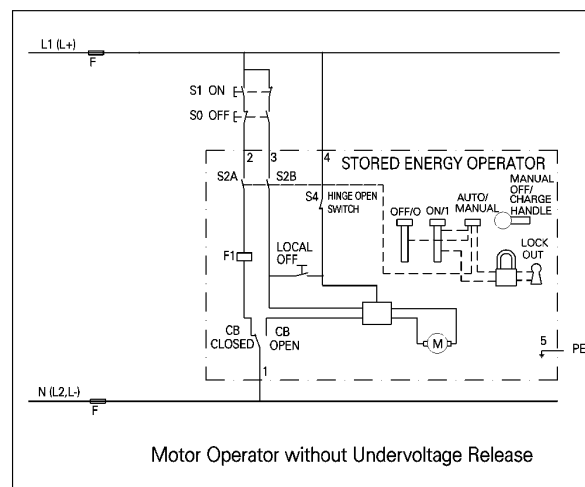 L1 (L+)
F
S1 ON
S0 OFF
2
3
4
STORED ENERGY OPERATOR
S2A
S2B
S4
HINGE OPEN
SWITCH
OFF/O
ON/1
AUTO/
MANUAL
MANUAL
OFF/
CHARGE
HANDLE
LOCK
OUT
F1
LOCAL
OFF
CB
CLOSED
CB
OPEN
M
5
PE
1
N (L2,L-)
F
Motor Operator without Undervoltage Release